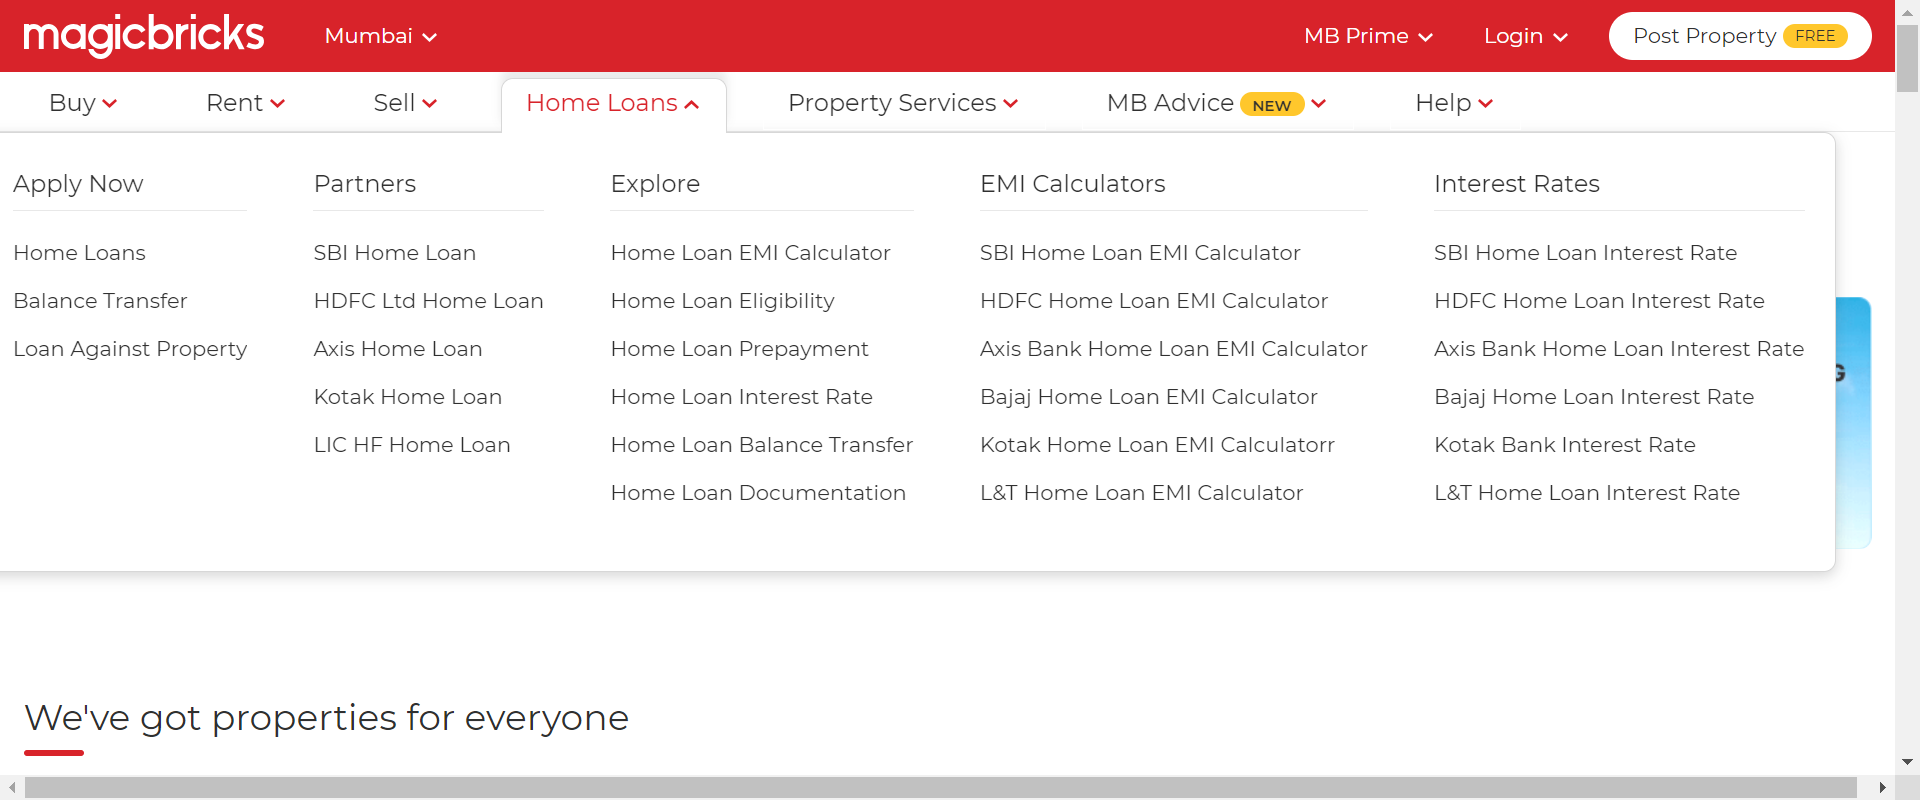 magicbricks
Mumbai
MB Prime
Login
Post Property FREE
Buy
Rent
Sell
Home Loans
Property Services
MB Advice NEW
Help
Apply Now
Home Loans
Balance Transfer
Loan Against Property
Partners
SBI Home Loan
HDFC Ltd Home Loan
Axis Home Loan
Kotak Home Loan
LIC HF Home Loan
Explore
Home Loan EMI Calculator
Home Loan Eligibility
Home Loan Prepayment
Home Loan Interest Rate
Home Loan Balance Transfer
Home Loan Documentation
EMI Calculators
SBI Home Loan EMI Calculator
HDFC Home Loan EMI Calculator
Axis Bank Home Loan EMI Calculator
Bajaj Home Loan EMI Calculator
Kotak Home Loan EMI Calculatorr
L&T Home Loan EMI Calculator
Interest Rates
SBI Home Loan Interest Rate
HDFC Home Loan Interest Rate
Axis Bank Home Loan Interest Rate
Bajaj Home Loan Interest Rate
Kotak Bank Interest Rate
L&T Home Loan Interest Rate
We've got properties for everyone